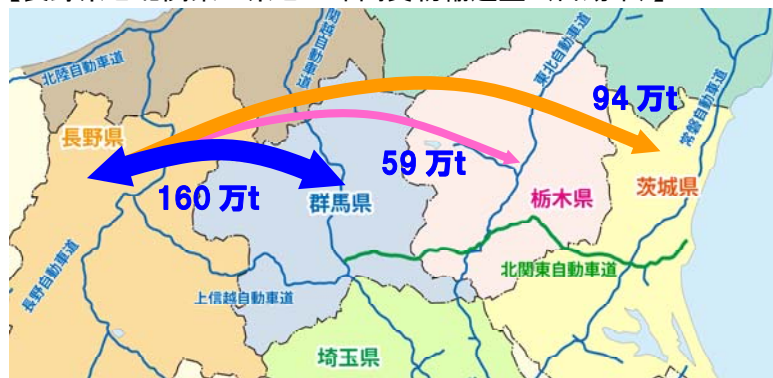 北陸自動車道
関越自動車道
東北自動車道
常磐自動車道
94 万t
長野県
59 万t
160 万t
群馬県
栃木県
茨城県
長野自動車道
上信越自動車道
北関東自動車道
埼玉県